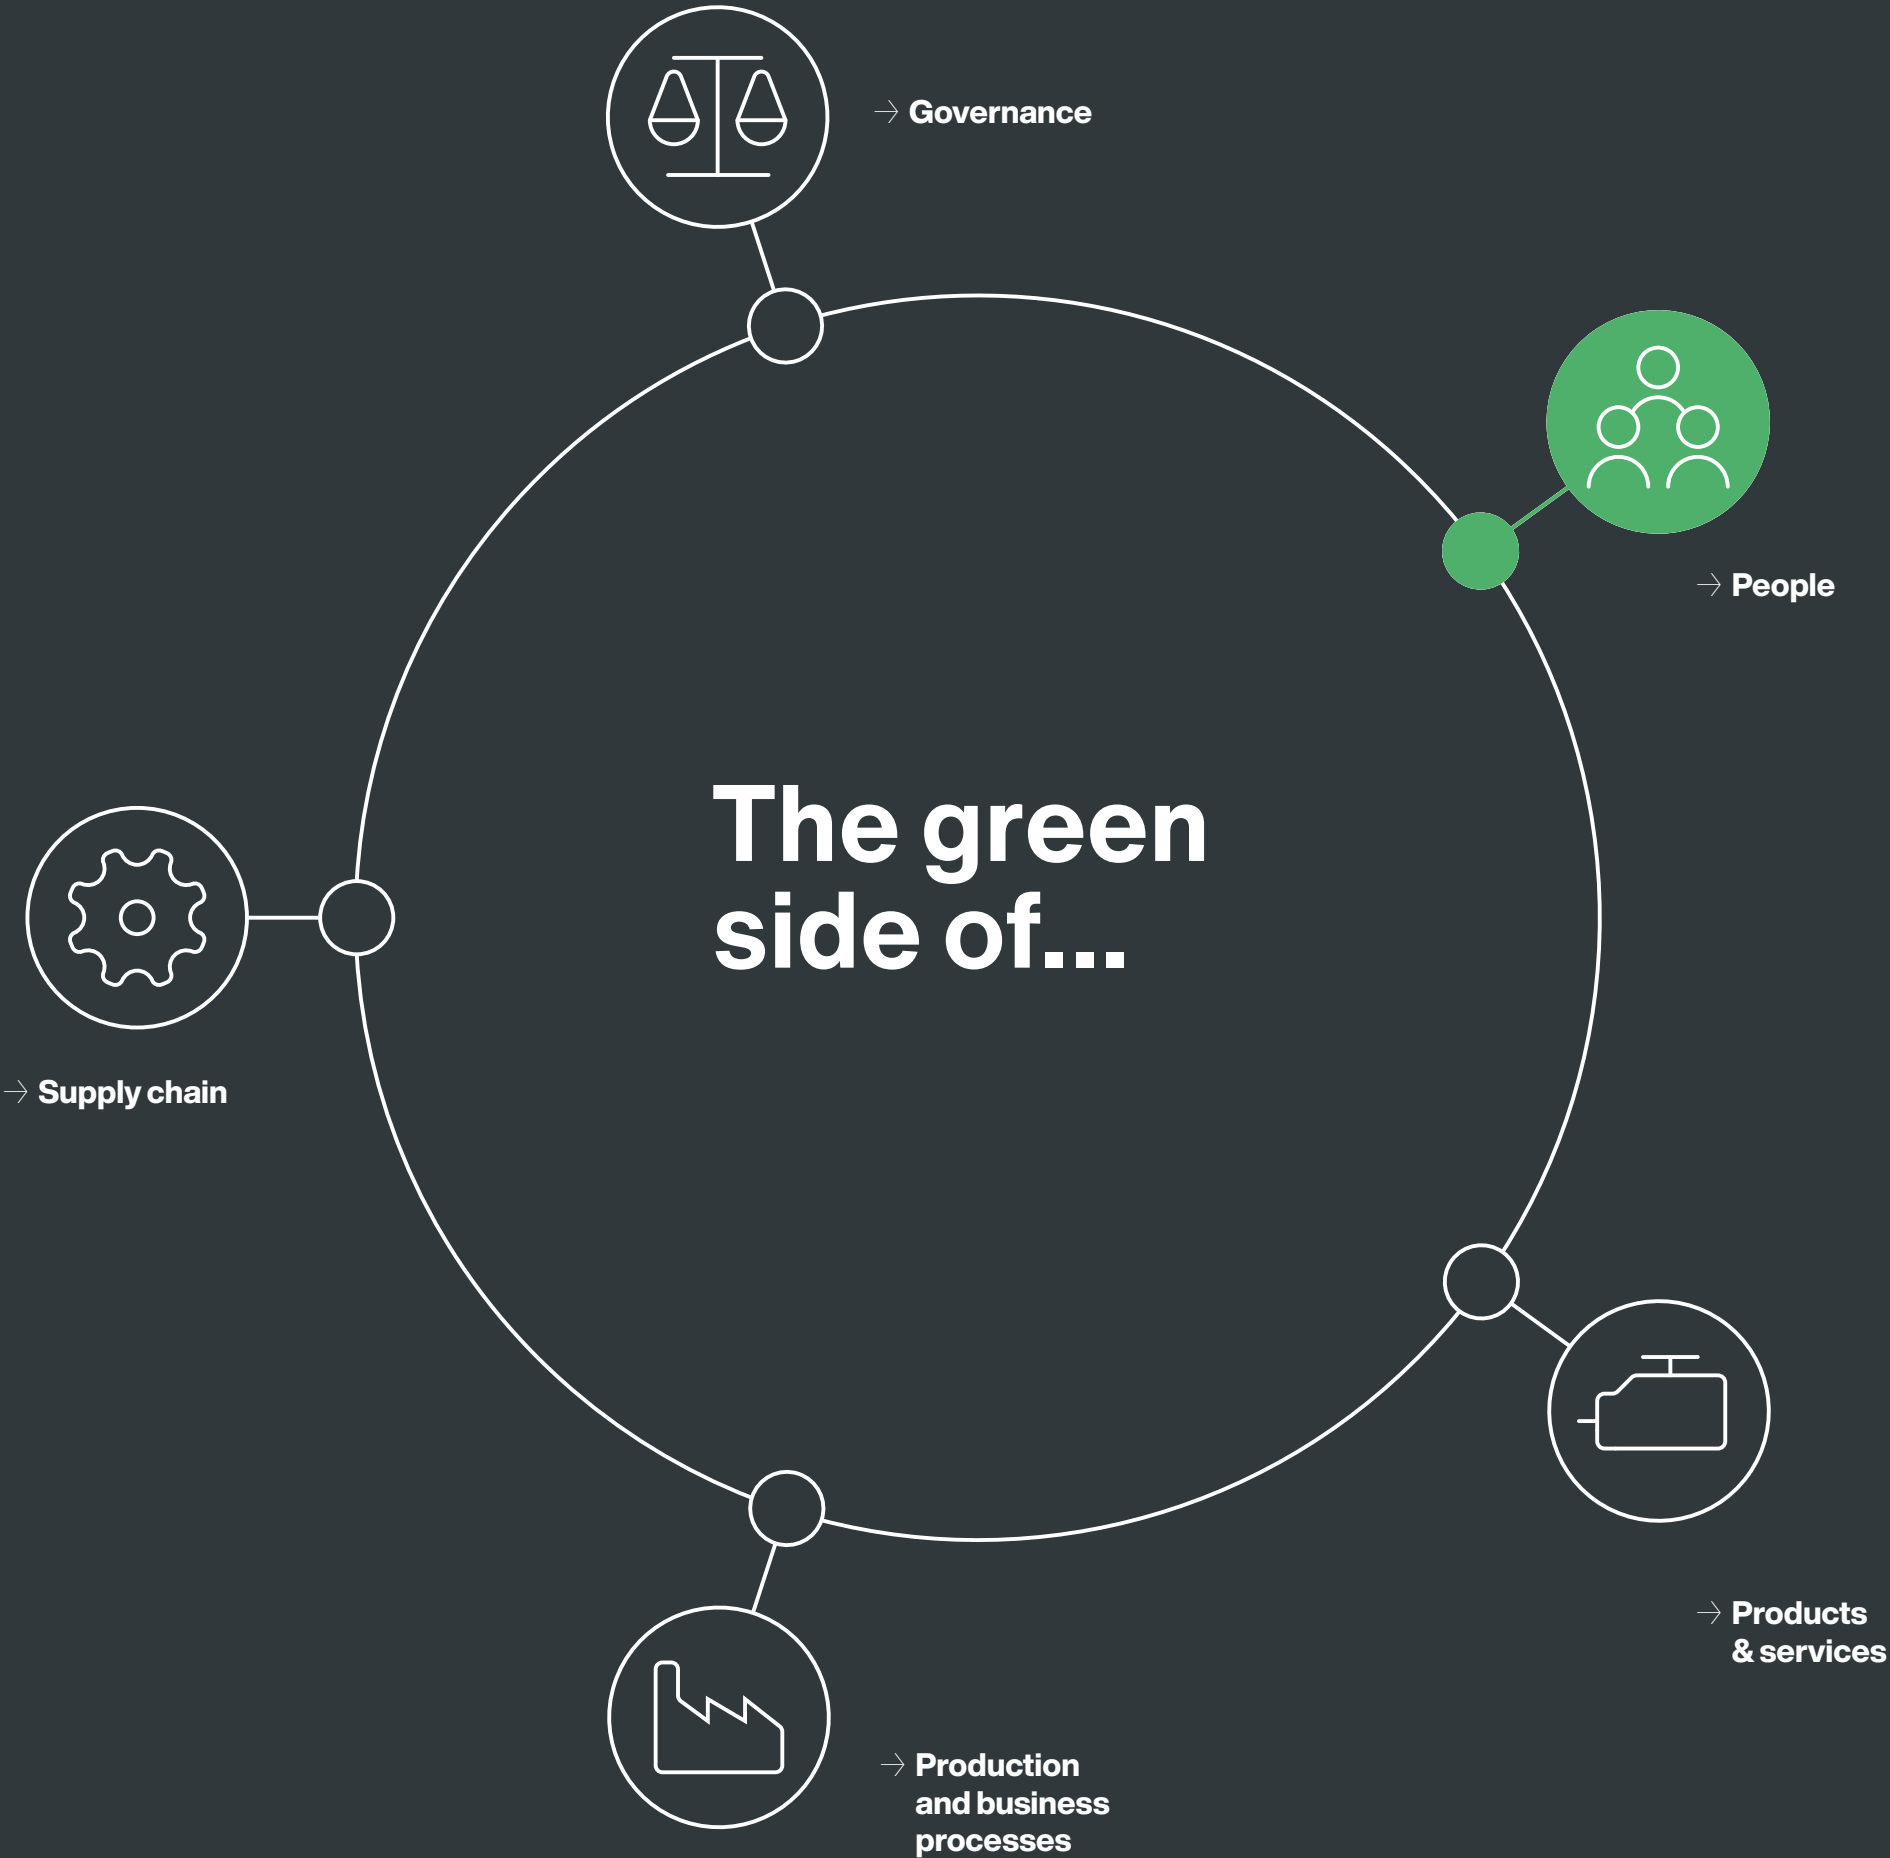 → Governance
→ People
The green
side of...
→ Supply chain
→ Products
& services
→ Production
and business
processes